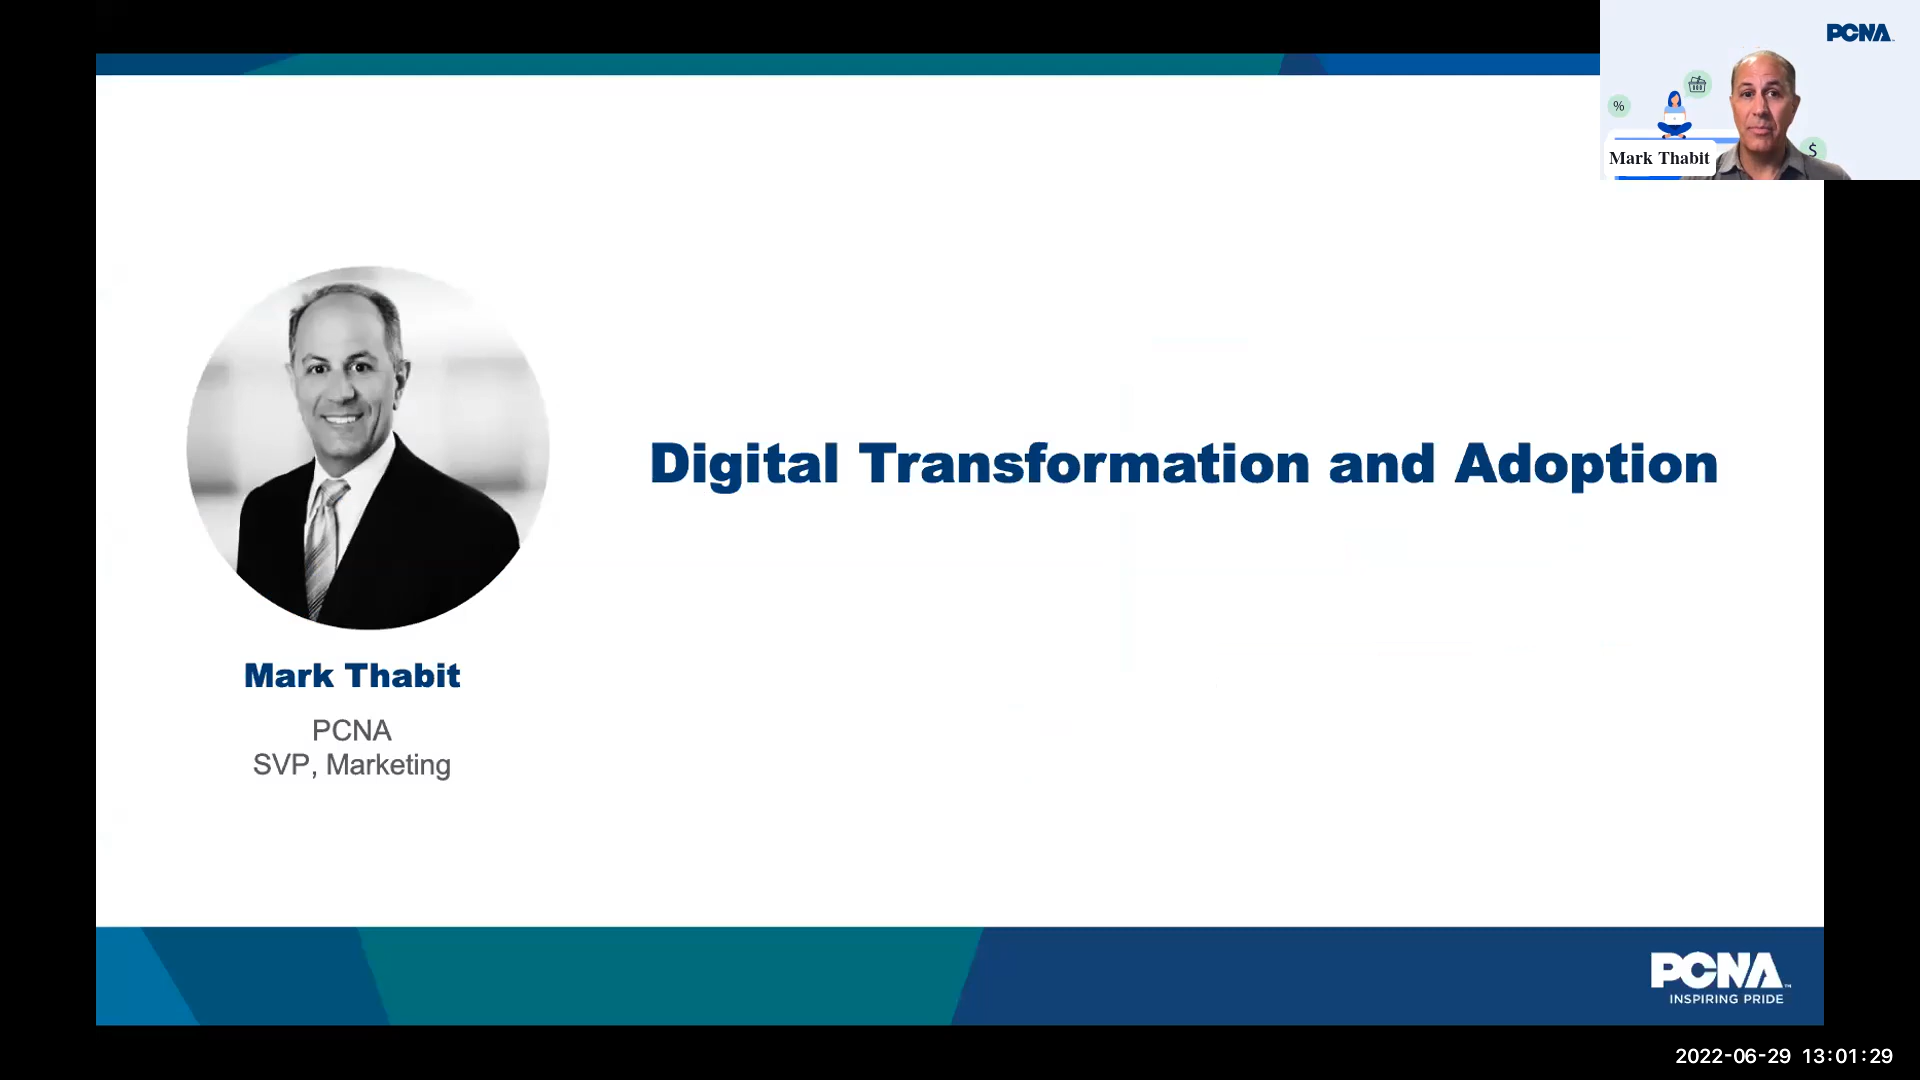 PCNA
%
$
Mark Thabit
Digital Transformation and Adoption
Mark Thabit
PCNA
SVP, Marketing
PCNA™
INSPIRING PRIDE
2022-06-29 13:01:29